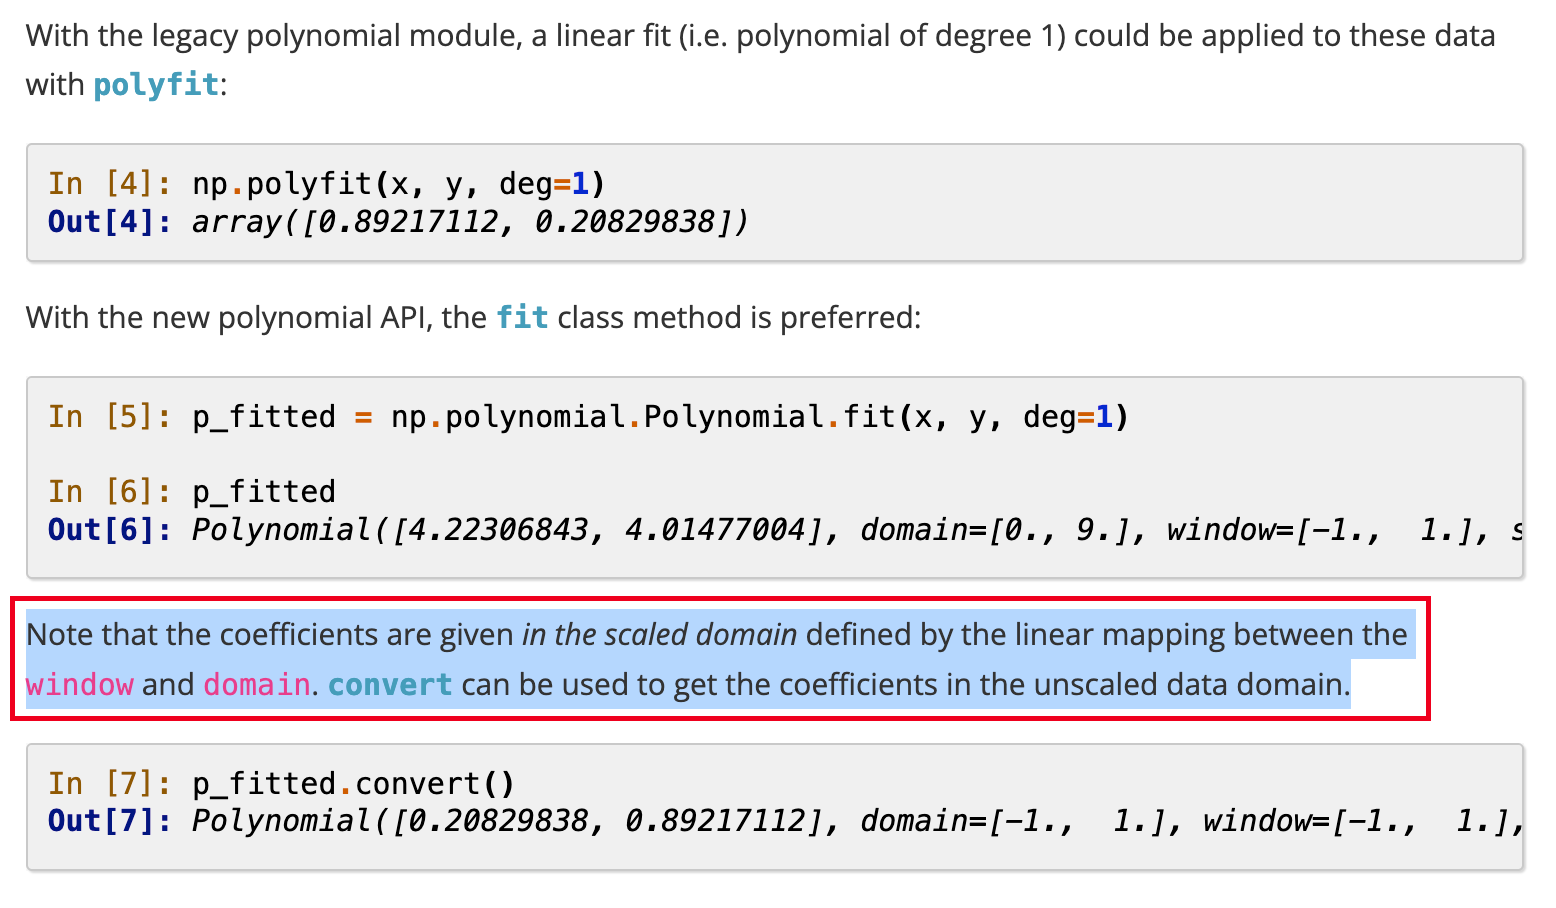 With the legacy polynomial module, a linear fit (i.e. polynomial of degree 1) could be applied to these data
with polyfit:
In [4]: np.polyfit(x, y, deg=1)
Out[4]: array([0.89217112, 0.20829838])
With the new polynomial API, the fit class method is preferred:
In [5]: p_fitted = np.polynomial.Polynomial.fit(x, y, deg=1)
In [6]: p_fitted
Out[6]: Polynomial([4.22306843, 4.01477004], domain=[0., 9.], window=[-1.,  1.], s
Note that the coefficients are given in the scaled domain defined by the linear mapping between the
window and domain. convert can be used to get the coefficients in the unscaled data domain.
In [7]: p_fitted.convert()
Out[7]: Polynomial([0.20829838, 0.89217112], domain=[-1.,  1.], window=[-1.,  1.],